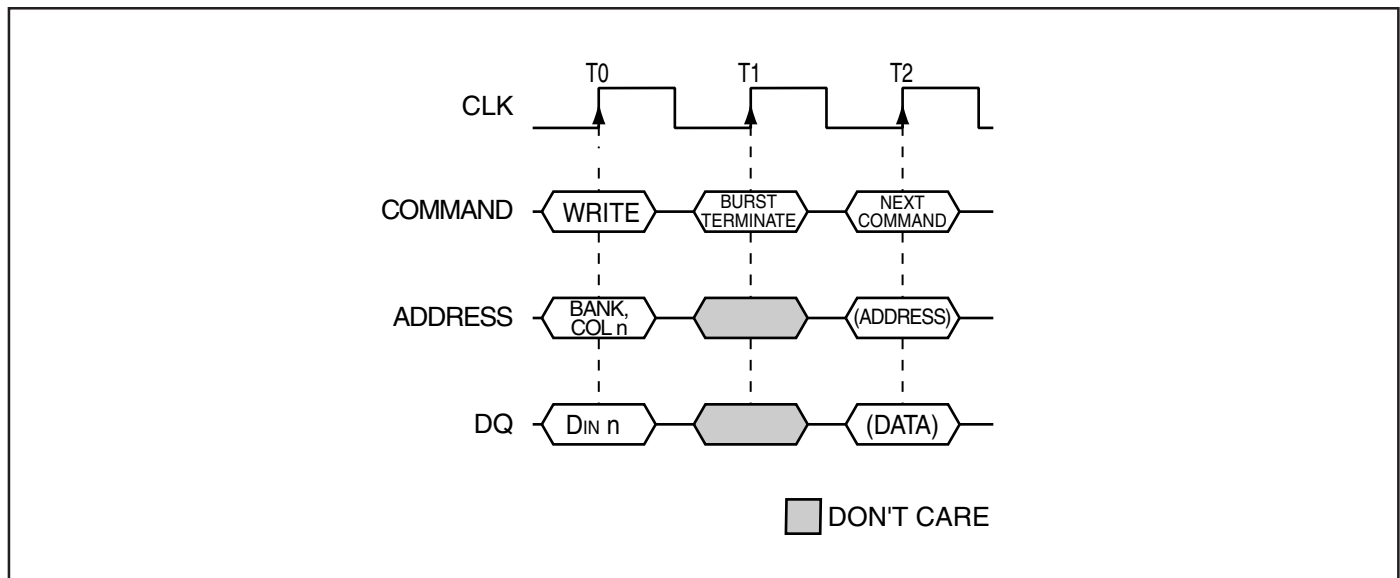 T0 T1 T2
CLK
COMMAND WRITE BURST TERMINATE NEXT COMMAND
ADDRESS BANK, COL n (ADDRESS)
DQ DIN n (DATA)
DON'T CARE